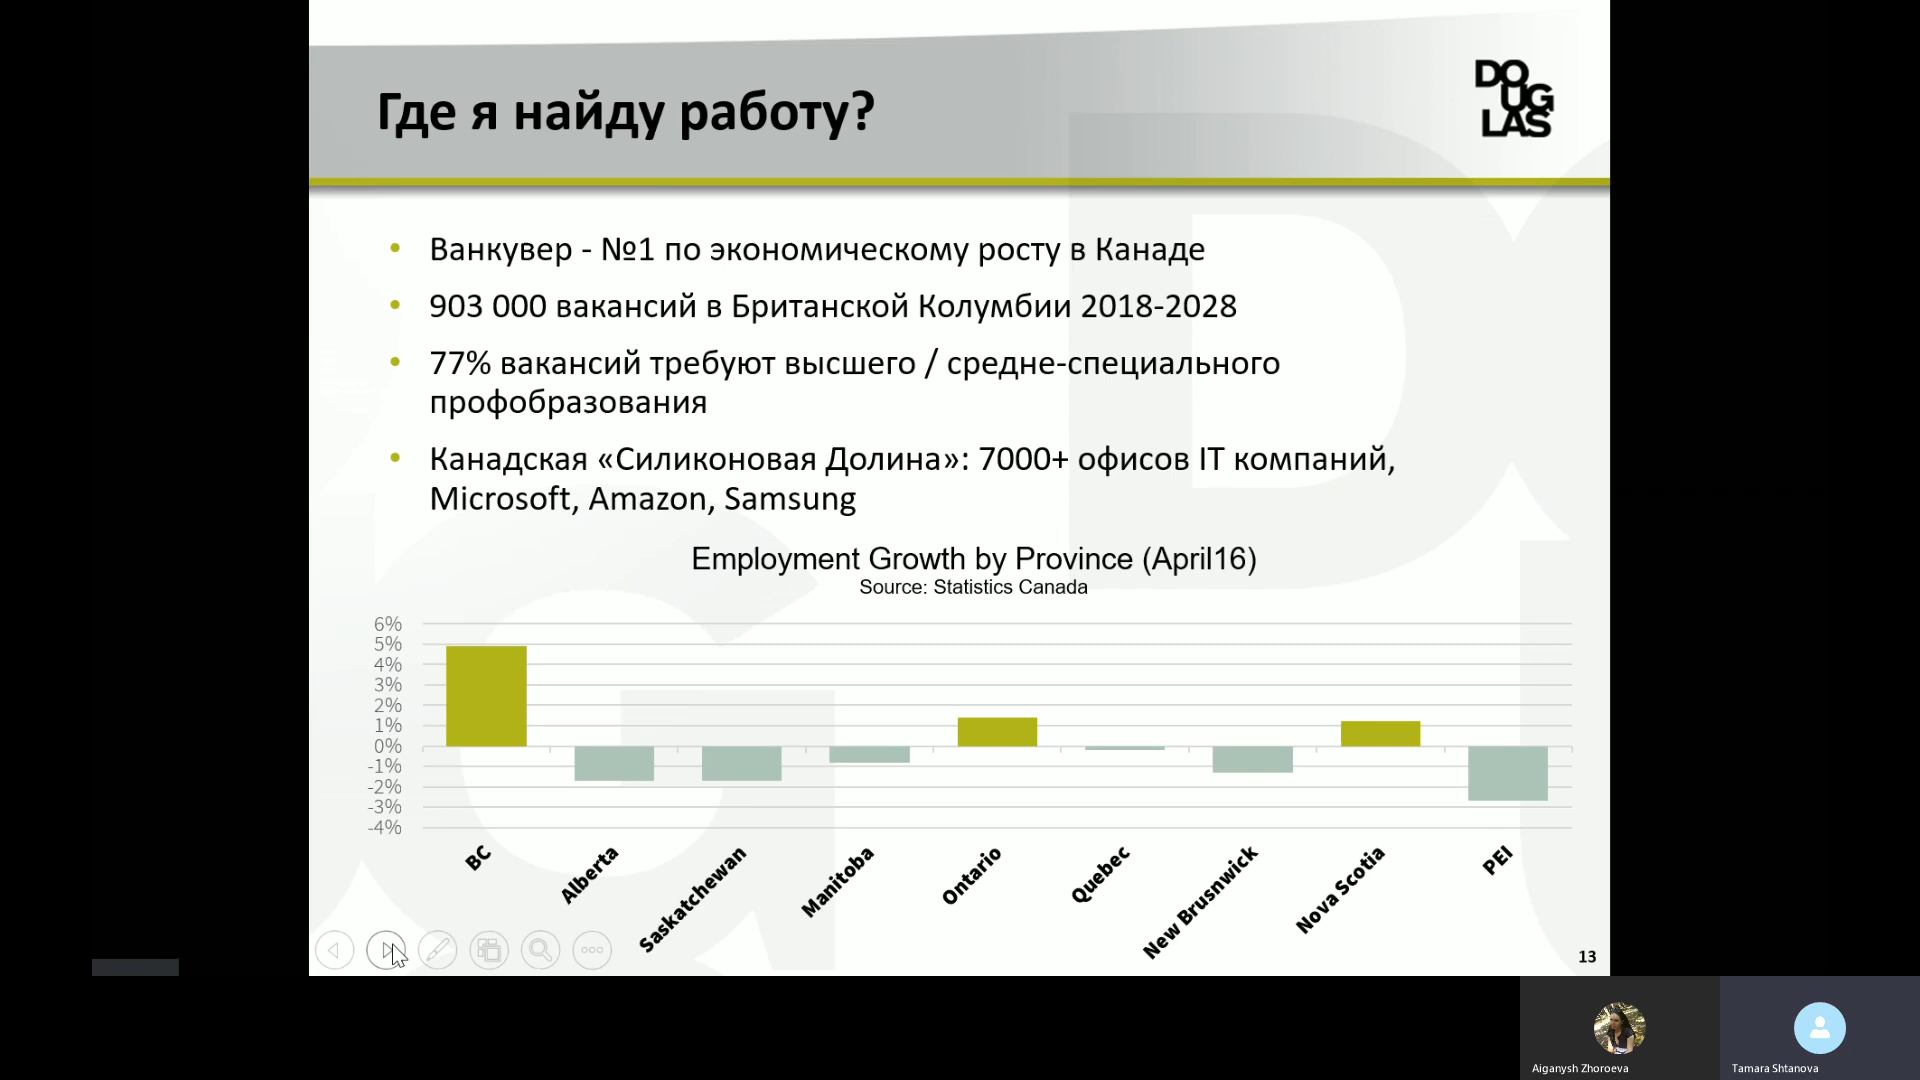 Где я найду работу?
DO
UG
LAS
Ванкувер - №1 по экономическому росту в Канаде
903 000 вакансий в Британской Колумбии 2018-2028
77% вакансий требуют высшего / средне-специального
профобразования
Канадская «Силиконовая Долина»: 7000+ офисов IT компаний,
Microsoft, Amazon, Samsung
Employment Growth by Province (April16)
Source: Statistics Canada
6%
5%
4%
3%
2%
1%
0%
-1%
-2%
-3%
-4%
BC
Alberta
Saskatchewan
Manitoba
Ontario
Quebec
New Brusnwick
Nova Scotia
PEI
13
Aiganysh Zhoroeva
Tamara Shtanova